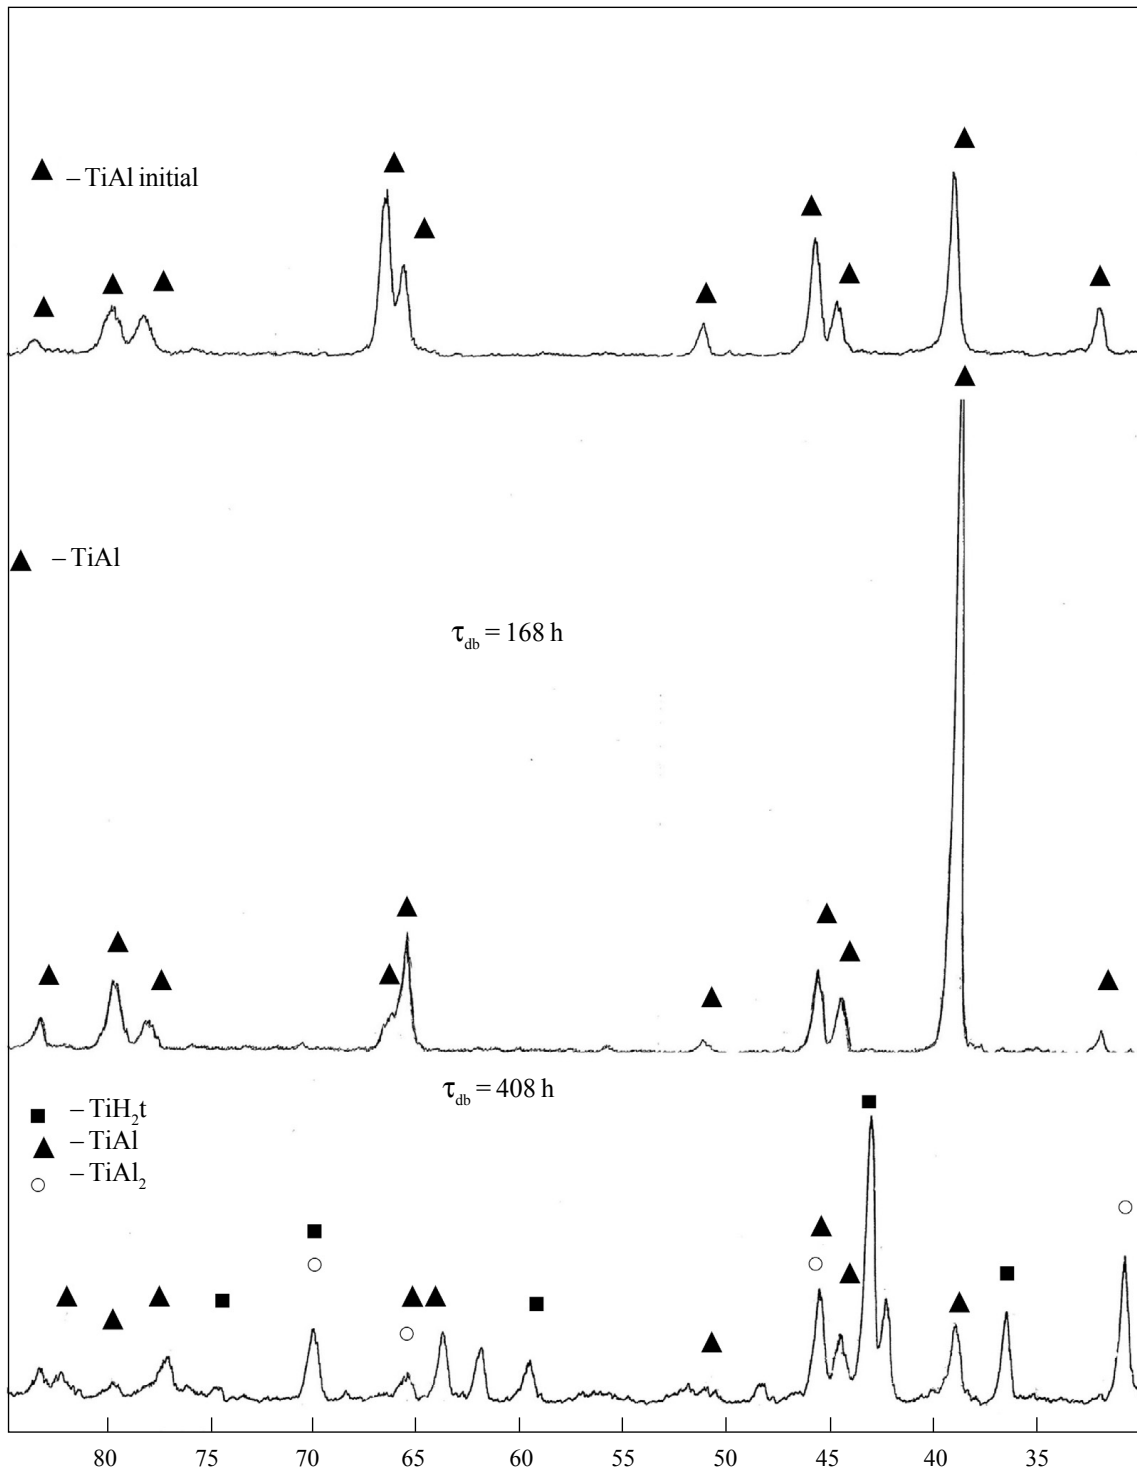 – TiAl initial
– TiAl
τdb = 168 h
τdb = 408 h
– TiH2t
– TiAl
– TiAl2
80 75 70 65 60 55 50 45 40 35